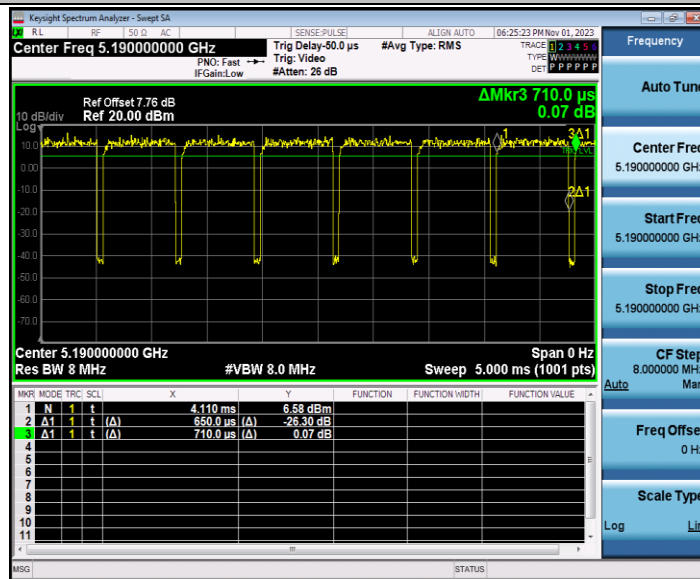 Keysight Spectrum Analyzer - Swept SA
RL RF 50 Ω AC SENSE:PULSE ALIGN AUTO 06:25:23 PM Nov 01, 2023
Center Freq 5.190000000 GHz
PNO: Fast
IFGain:Low
Trig Delay-50.0 µs
Trig: Video
#Atten: 26 dB
#Avg Type: RMS
TRACE 1 2 3 4 5 6
TYPE WWWWWW
DET P P P P P P
Ref Offset 7.76 dB
10 dB/div Ref 20.00 dBm
Log
ΔMkr3 710.0 µs
0.07 dB
10.0
0.00
-10.0
-20.0
-30.0
-40.0
-50.0
-60.0
-70.0
1
3Δ1
2Δ1
Center 5.190000000 GHz Span 0 Hz
Res BW 8 MHz #VBW 8.0 MHz Sweep 5.000 ms (1001 pts)
MKR MODE TRC SCL X Y FUNCTION FUNCTION WIDTH FUNCTION VALUE
1 N 1 t 4.110 ms 6.58 dBm
2 Δ1 1 t (Δ) 650.0 µs (Δ) -26.30 dB
3 Δ1 1 t (Δ) 710.0 µs (Δ) 0.07 dB
4
5
6
7
8
9
10
11
MSG STATUS
Frequency
Auto Tune
Center Freq
5.190000000 GHz
Start Freq
5.190000000 GHz
Stop Freq
5.190000000 GHz
CF Step
8.000000 MHz
Auto Man
Freq Offset
0 Hz
Scale Type
Log Lin